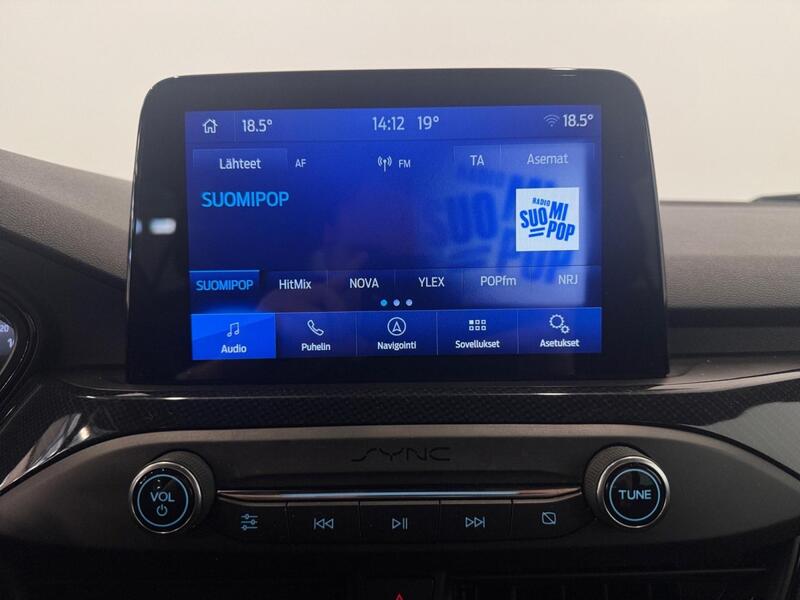 18.5° 14:12 19° 18.5°
Lähteet AF FM TA Asemat
SUOMIPOP
RADIO
SUO MI
POP
SUOMIPOP HitMix NOVA YLEX POPfm NRJ
Audio Puhelin Navigointi Sovellukset Asetukset
SYNC
VOL TUNE